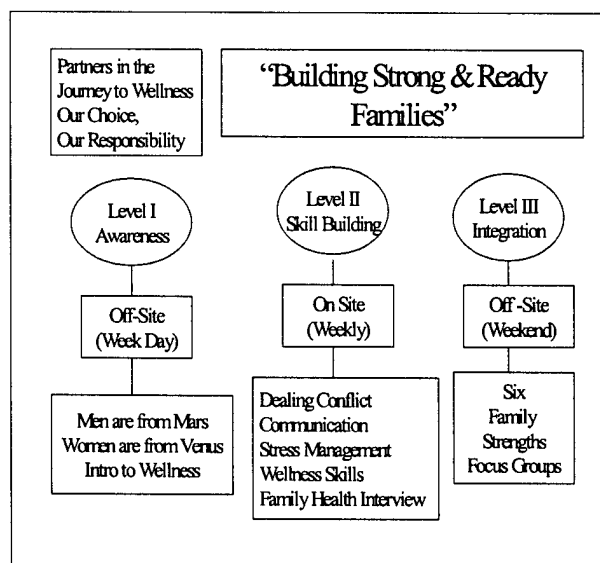 Partners in the
Journey to Wellness
Our Choice,
Our Responsibility
“Building Strong & Ready
Families”
Level I
Awareness
Off-Site
(Week Day)
Men are from Mars
Women are from Venus
Intro to Wellness
Level II
Skill Building
On Site
(Weekly)
Dealing Conflict
Communication
Stress Management
Wellness Skills
Family Health Interview
Level III
Integration
Off -Site
(Weekend)
Six
Family
Strengths
Focus Groups